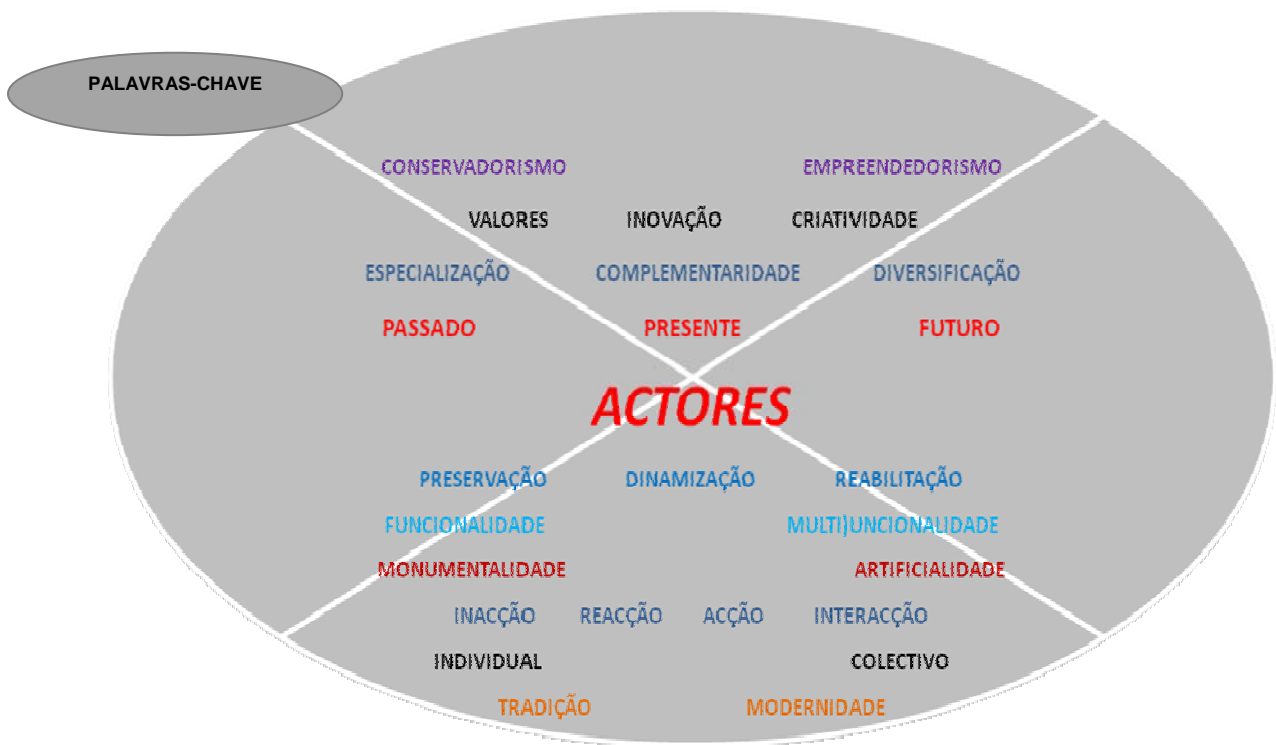 PALAVRAS-CHAVE
CONSERVADORISMO EMPREENDEDORISMO
VALORES INOVAÇÃO CRIATIVIDADE
ESPECIALIZAÇÃO COMPLEMENTARIDADE DIVERSIFICAÇÃO
PASSADO PRESENTE FUTURO
ACTORES
PRESERVAÇÃO DINAMIZAÇÃO REABILITAÇÃO
FUNCIONALIDADE MULTI)UNCIONALIDADE
MONUMENTALIDADE ARTIFICIALIDADE
INACÇÃO REACÇÃO ACÇÃO INTERACÇÃO
INDIVIDUAL COLECTIVO
TRADIÇÃO MODERNIDADE